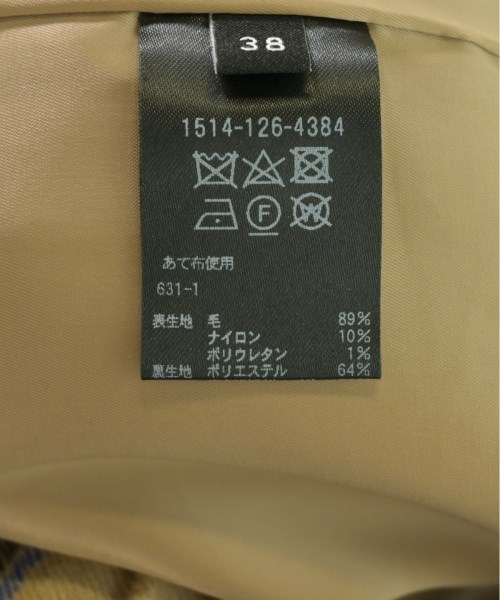 38
1514-126-4384
F
W
あて布使用
631-1
表生地 毛 89%
ナイロン 10%
ポリウレタン 1%
裏生地 ポリエステル 64%